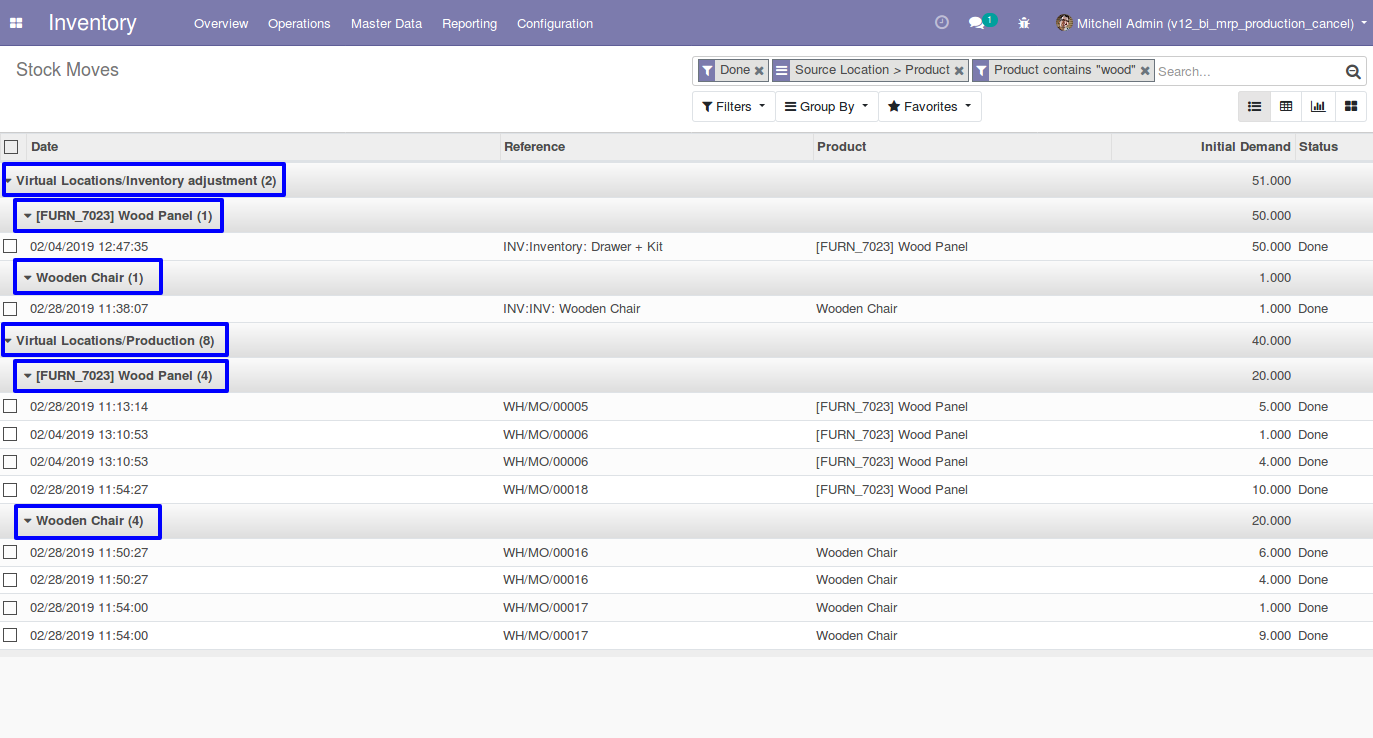 Inventory Overview Operations Master Data Reporting Configuration 1 Mitchell Admin (v12_bi_mrp_production_cancel)
Stock Moves Done Source Location > Product Product contains "wood" Search...
Filters Group By Favorites
Date Reference Product Initial Demand Status
Virtual Locations/Inventory adjustment (2) 51.000
[FURN_7023] Wood Panel (1) 50.000
02/04/2019 12:47:35 INV:Inventory: Drawer + Kit [FURN_7023] Wood Panel 50.000 Done
Wooden Chair (1) 1.000
02/28/2019 11:38:07 INV:INV: Wooden Chair Wooden Chair 1.000 Done
Virtual Locations/Production (8) 40.000
[FURN_7023] Wood Panel (4) 20.000
02/28/2019 11:13:14 WH/MO/00005 [FURN_7023] Wood Panel 5.000 Done
02/04/2019 13:10:53 WH/MO/00006 [FURN_7023] Wood Panel 1.000 Done
02/04/2019 13:10:53 WH/MO/00006 [FURN_7023] Wood Panel 4.000 Done
02/28/2019 11:54:27 WH/MO/00018 [FURN_7023] Wood Panel 10.000 Done
Wooden Chair (4) 20.000
02/28/2019 11:50:27 WH/MO/00016 Wooden Chair 6.000 Done
02/28/2019 11:50:27 WH/MO/00016 Wooden Chair 4.000 Done
02/28/2019 11:54:00 WH/MO/00017 Wooden Chair 1.000 Done
02/28/2019 11:54:00 WH/MO/00017 Wooden Chair 9.000 Done